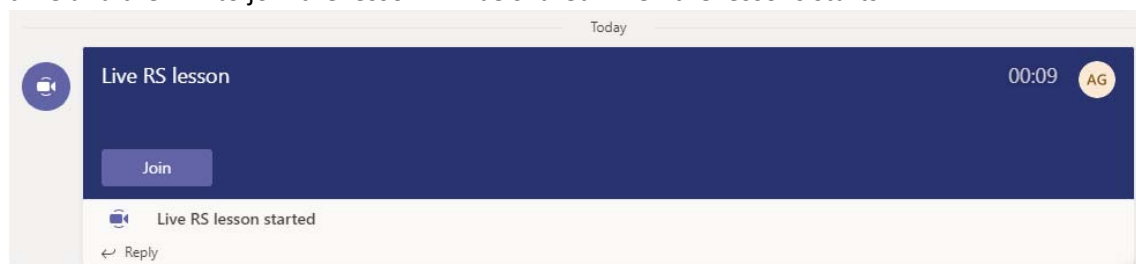 Today
Live RS lesson 00:09 AG
Join
Live RS lesson started
Reply